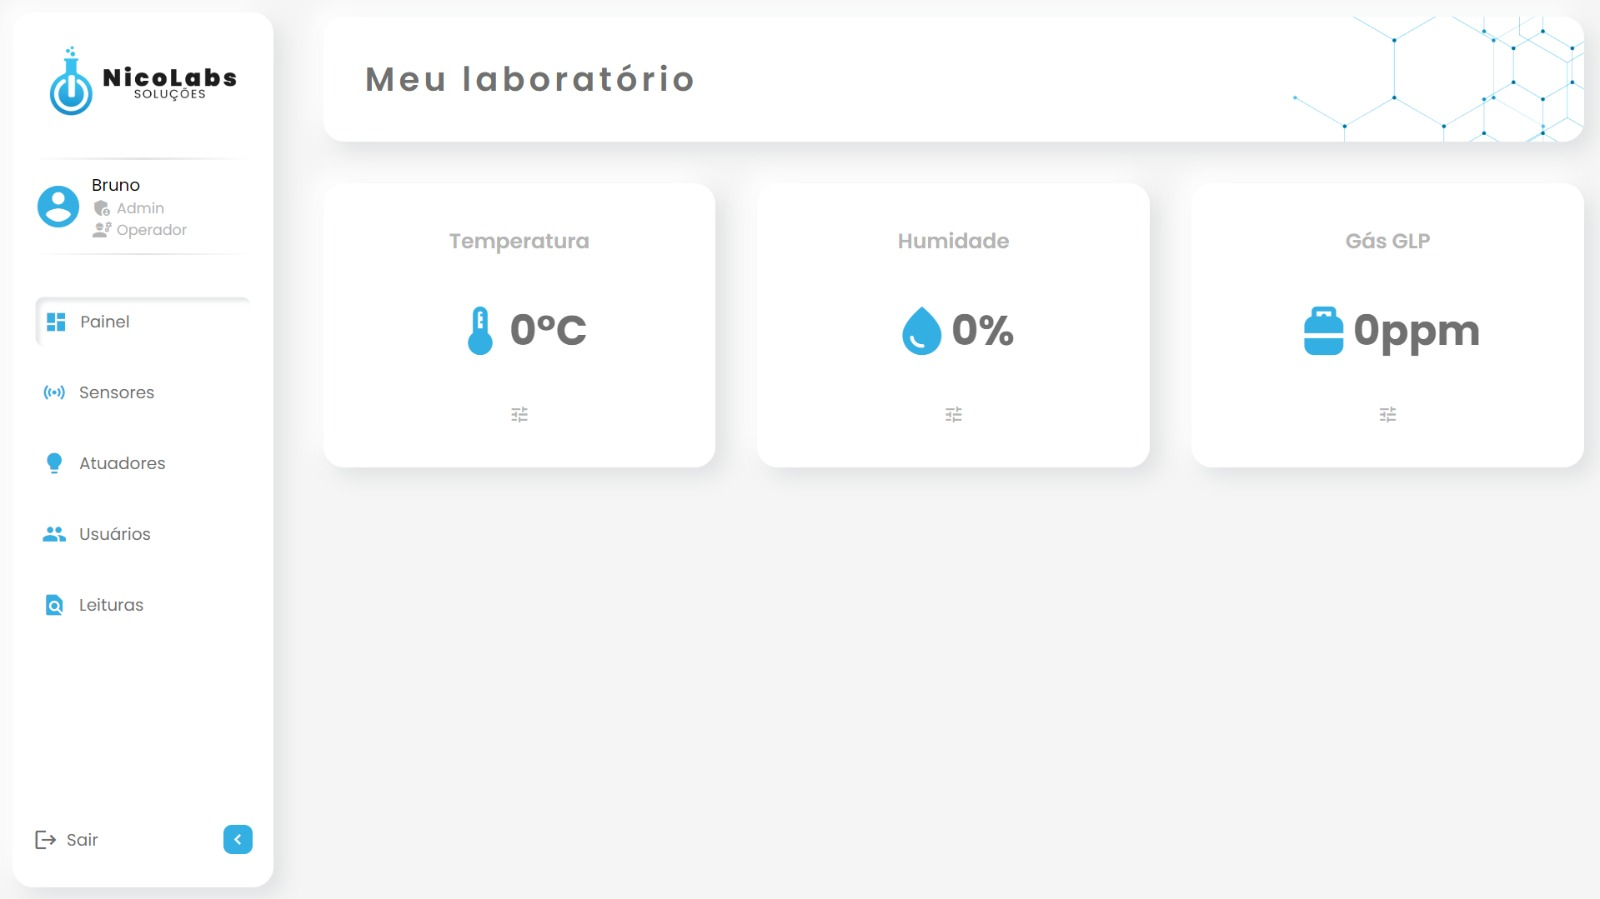 NicoLabs
SOLUÇÕES
Bruno
Admin
Operador
Painel
Sensores
Atuadores
Usuários
Leituras
Sair
Meu laboratório
Temperatura
0°C
Humidade
0%
Gás GLP
0ppm